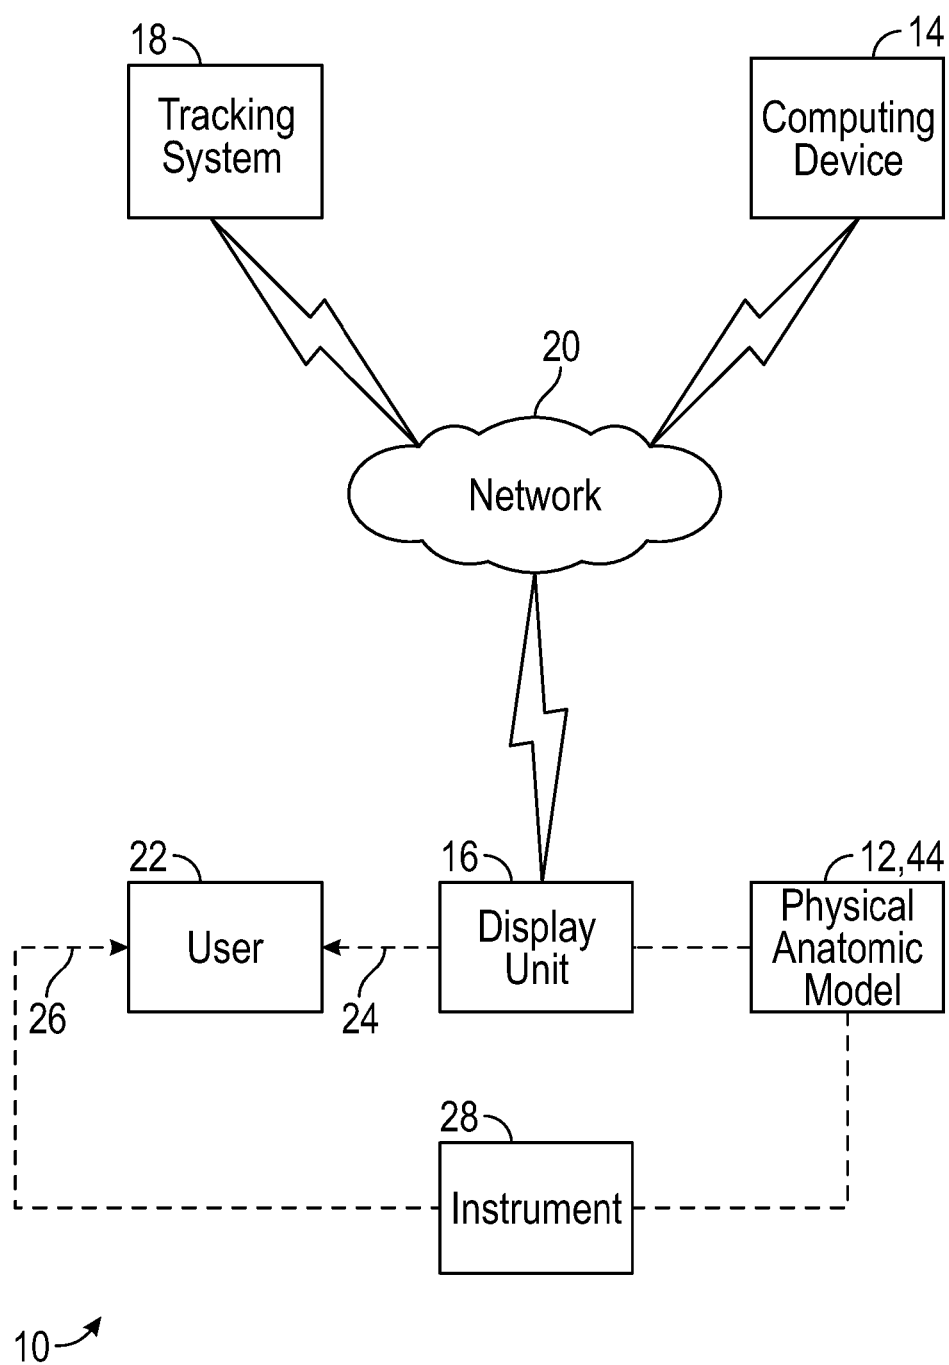 18
14
Tracking
System
Computing
Device
20
Network
22
16
12,44
User
Display
Unit
Physical
Anatomic
Model
26
24
28
Instrument
10